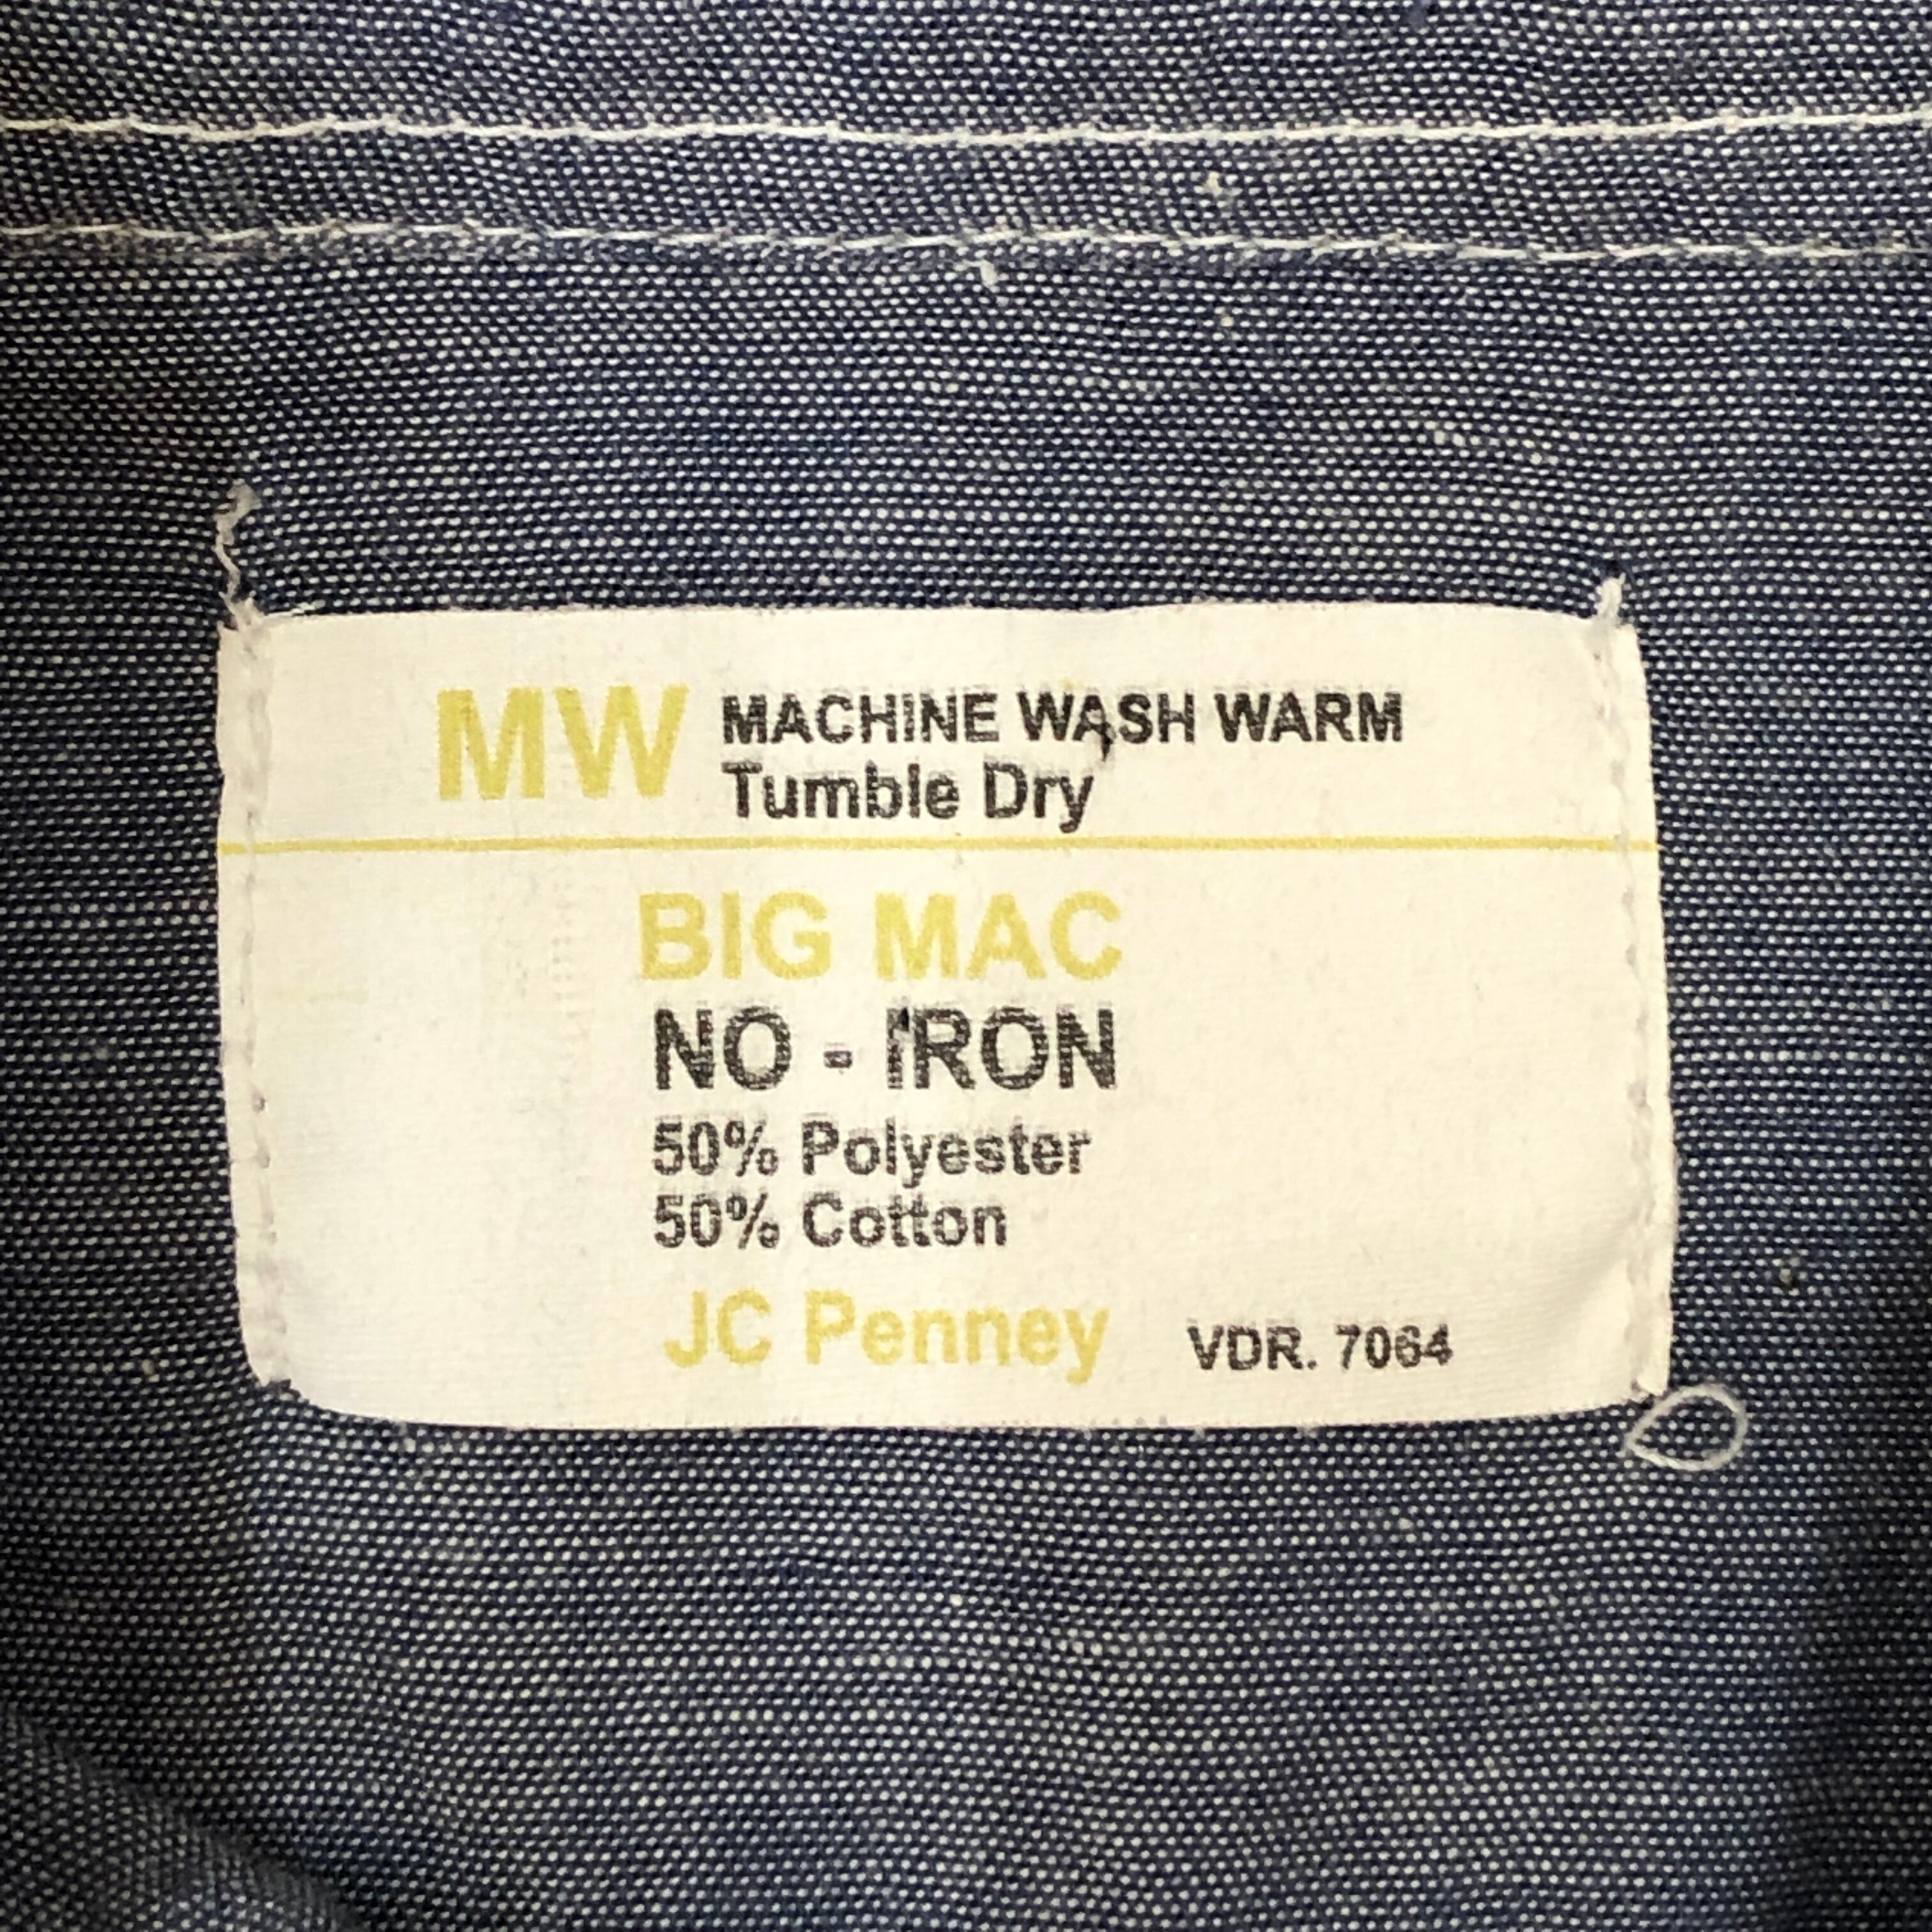 MW MACHINE WASH WARM
Tumble Dry
BIG MAC
NO - IRON
50% Polyester
50% Cotton
JC Penney VDR. 7064